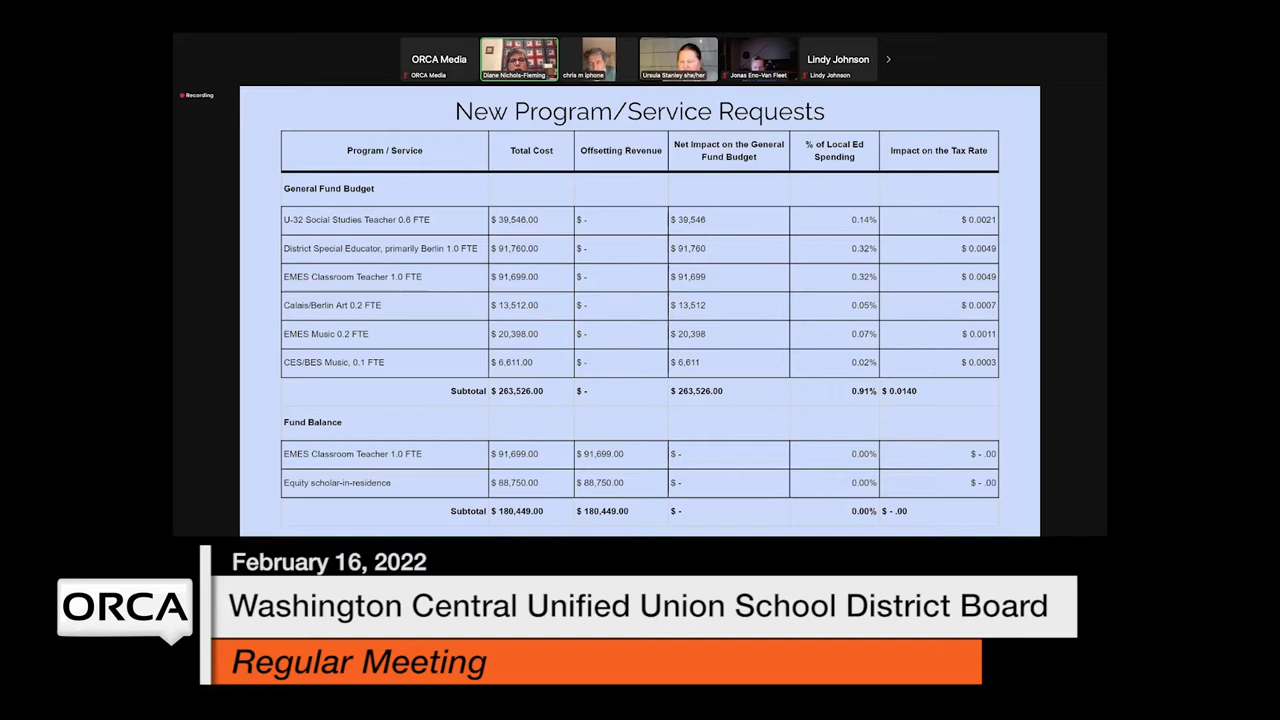 ORCA Media
Lindy Johnson
ORCA Media
Diane Nichols-Fleming
chris m iphone
Ursula Stanley she/her
Jonas Eno-Van Fleet
Lindy Johnson
Recording
New Program/Service Requests
Program / Service Total Cost Offsetting Revenue Net Impact on the General Fund Budget % of Local Ed Spending Impact on the Tax Rate
General Fund Budget
U-32 Social Studies Teacher 0.6 FTE $ 39,546.00 $ - $ 39,546 0.14% $ 0.0021
District Special Educator, primarily Berlin 1.0 FTE $ 91,760.00 $ - $ 91,760 0.32% $ 0.0049
EMES Classroom Teacher 1.0 FTE $ 91,699.00 $ - $ 91,699 0.32% $ 0.0049
Calais/Berlin Art 0.2 FTE $ 13,512.00 $ - $ 13,512 0.05% $ 0.0007
EMES Music 0.2 FTE $ 20,398.00 $ - $ 20,398 0.07% $ 0.0011
CES/BES Music, 0.1 FTE $ 6,611.00 $ - $ 6,611 0.02% $ 0.0003
Subtotal $ 263,526.00 $ - $ 263,526.00 0.91% $ 0.0140
Fund Balance
EMES Classroom Teacher 1.0 FTE $ 91,699.00 $ 91,699.00 $ - 0.00% $ - .00
Equity scholar-in-residence $ 88,750.00 $ 88,750.00 $ - 0.00% $ - .00
Subtotal $ 180,449.00 $ 180,449.00 $ - 0.00% $ - .00
February 16, 2022
ORCA
Washington Central Unified Union School District Board
Regular Meeting